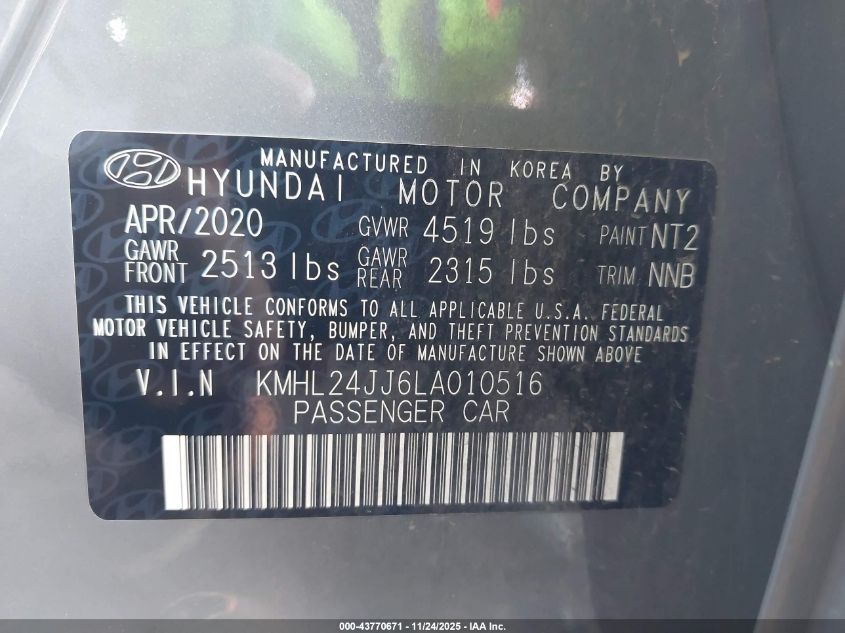 MANUFACTURED IN KOREA BY
HYUNDAI MOTOR COMPANY
APR/2020 GVWR 4519 lbs PAINT NT2
GAWR FRONT 2513 lbs GAWR REAR 2315 lbs TRIM NNB
THIS VEHICLE CONFORMS TO ALL APPLICABLE U.S.A. FEDERAL
MOTOR VEHICLE SAFETY, BUMPER, AND THEFT PREVENTION STANDARDS
IN EFFECT ON THE DATE OF MANUFACTURE SHOWN ABOVE.
V.I.N KMHL24JJ6LA010516
PASSENGER CAR
000-43770671 - 11/24/2025 - IAA Inc.